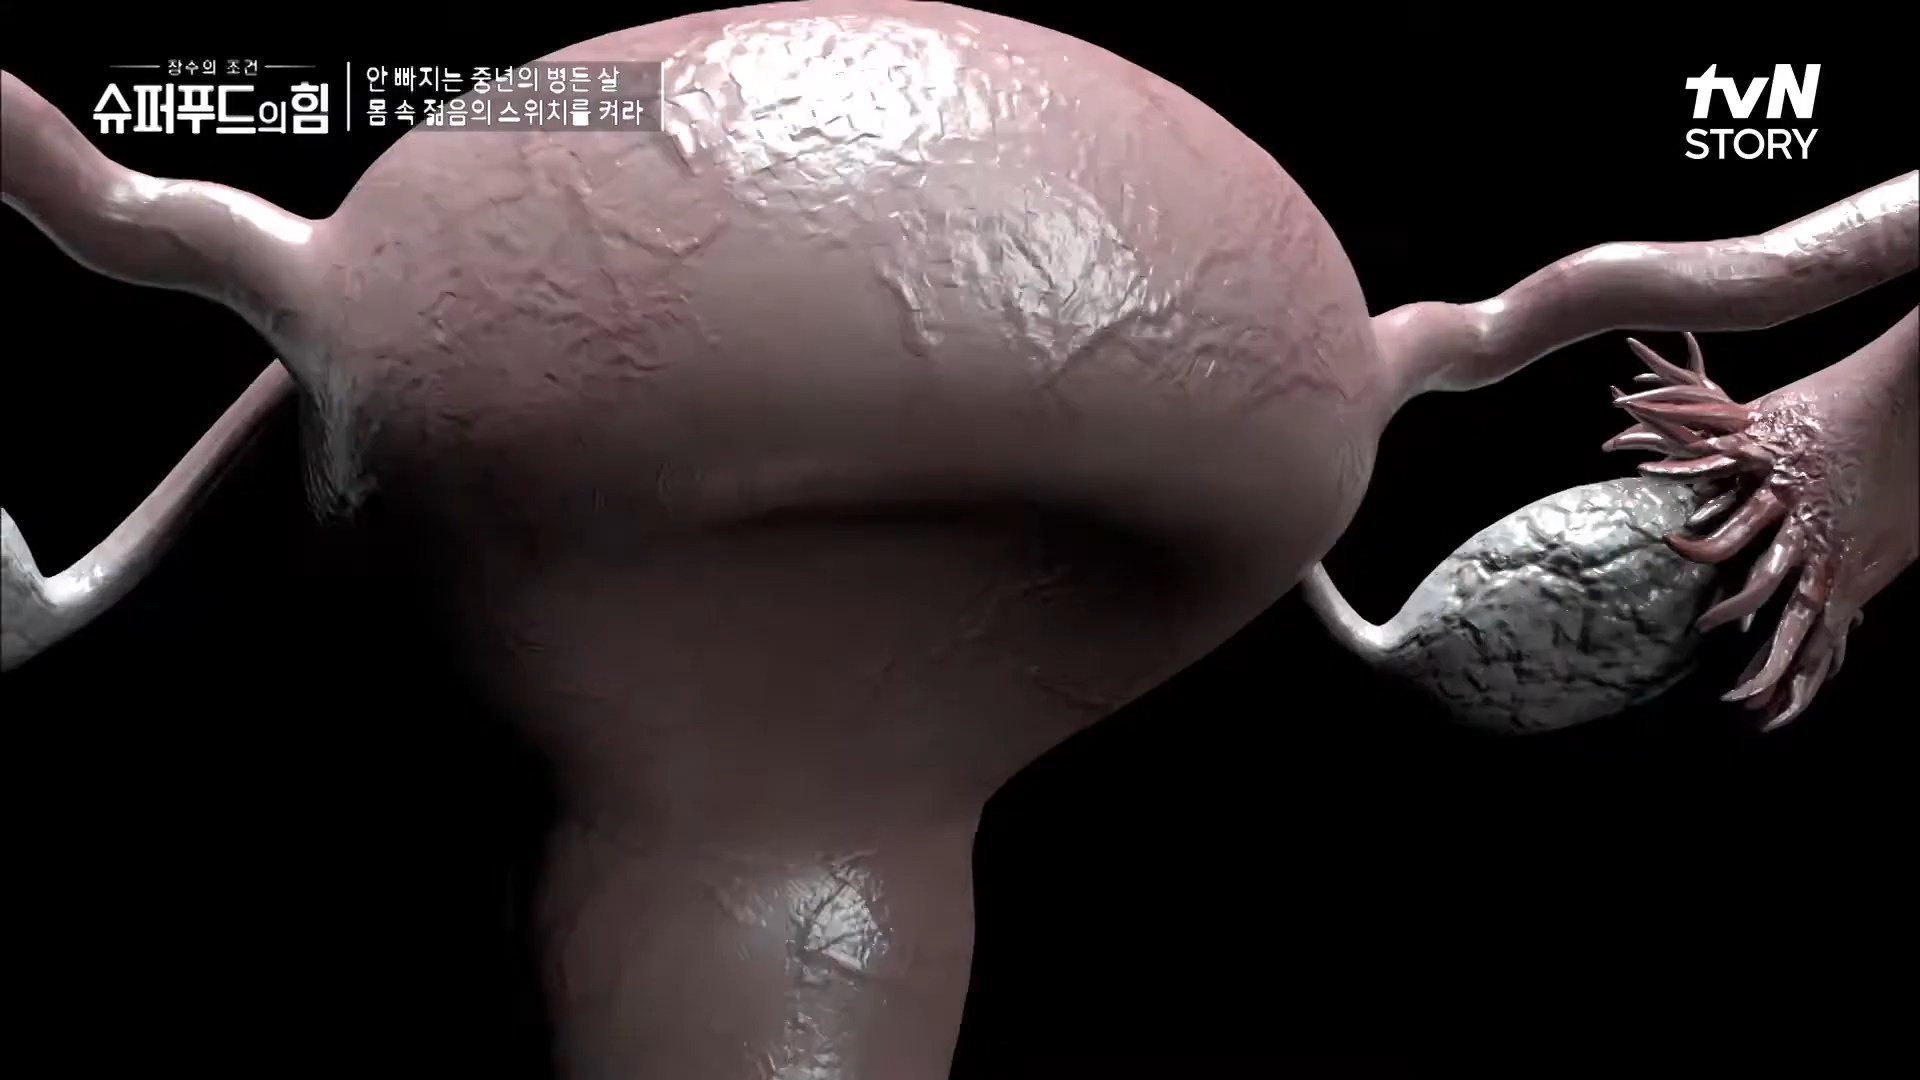 장수의 조건
슈퍼푸드의 힘
안 빠지는 중년의 병든 살
몸 속 젊음의 스위치를 켜라
tvN
STORY